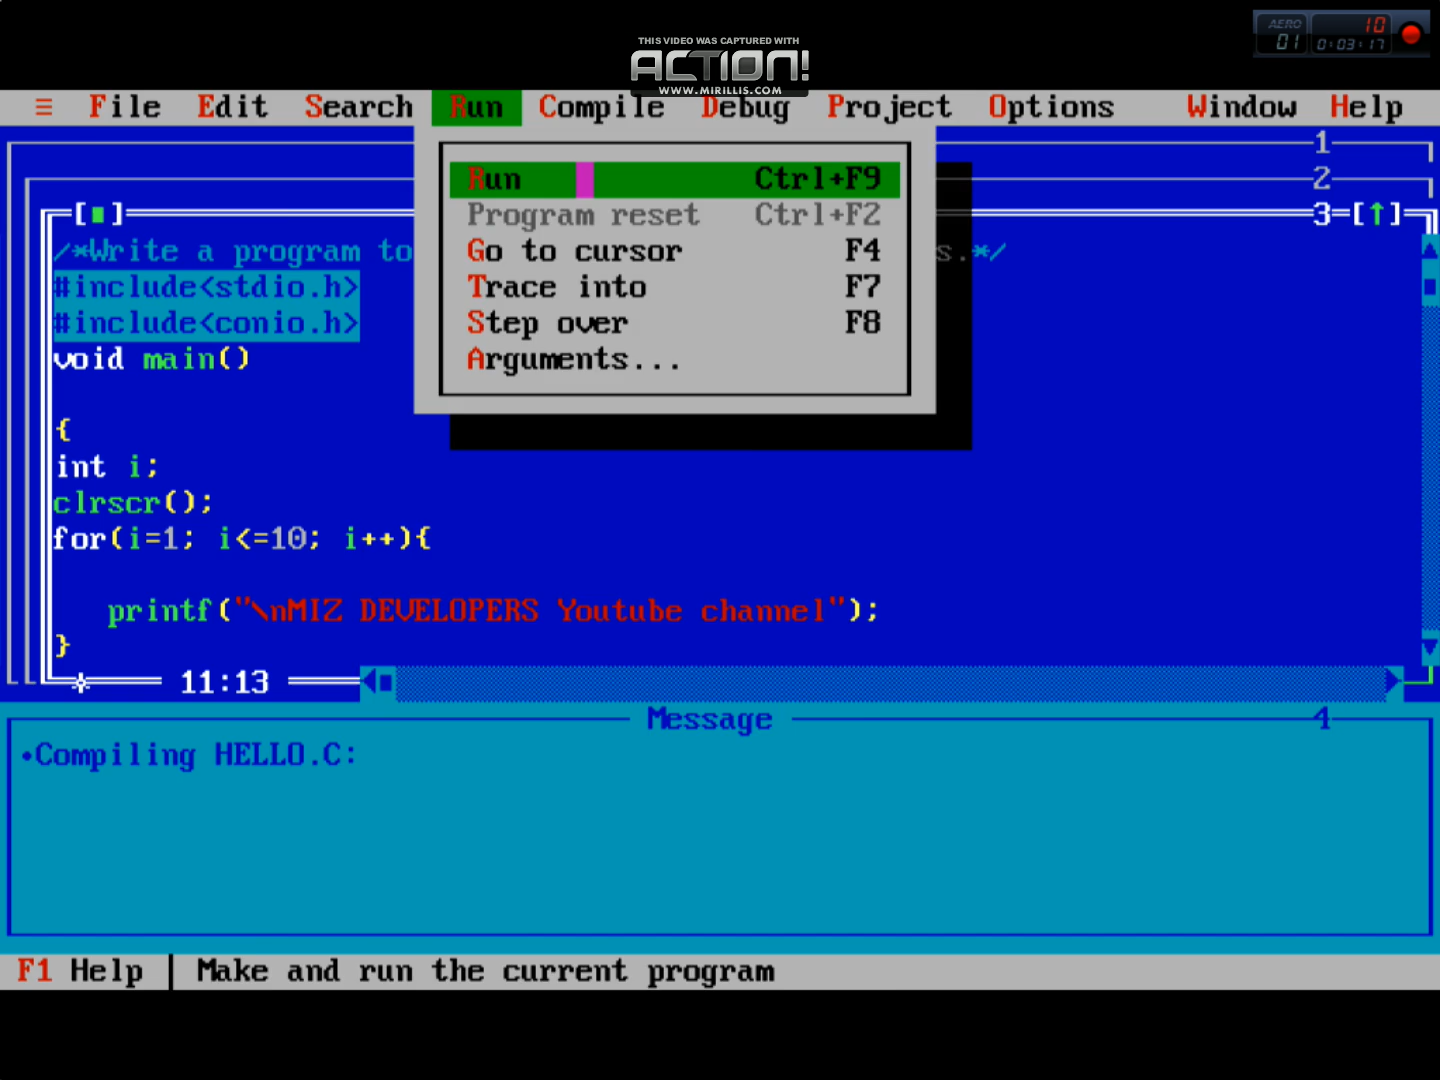 THIS VIDEO WAS CAPTURED WITH
ACTION!
WWW.MIRILLIS.COM
AERO 10
01 0:03:17
≡ File Edit Search Run Compile Debug Project Options Window Help
1
Run Ctrl+F9
2
Program reset Ctrl+F2
3=[↑]
Go to cursor F4
Trace into F7
Step over F8
Arguments...
/*Write a program to s.*/
#include<stdio.h>
#include<conio.h>
void main()
{
int i;
clrscr();
for(i=1; i<=10; i++){
printf("\nMIZ DEVELOPERS Youtube channel");
}
11:13
Message 4
•Compiling HELLO.C:
F1 Help | Make and run the current program